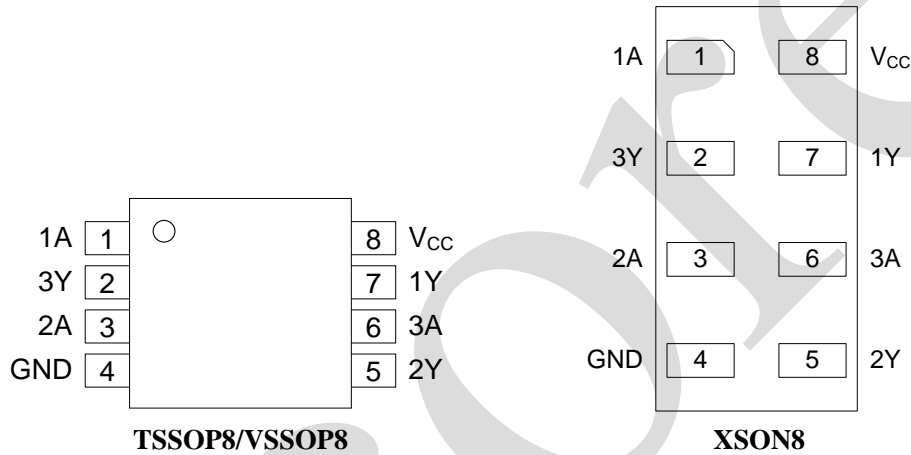 1A 1 8 VCC
3Y 2 7 1Y
2A 3 6 3A
GND 4 5 2Y
TSSOP8/VSSOP8
1A 1 8 VCC
3Y 2 7 1Y
2A 3 6 3A
GND 4 5 2Y
XSON8